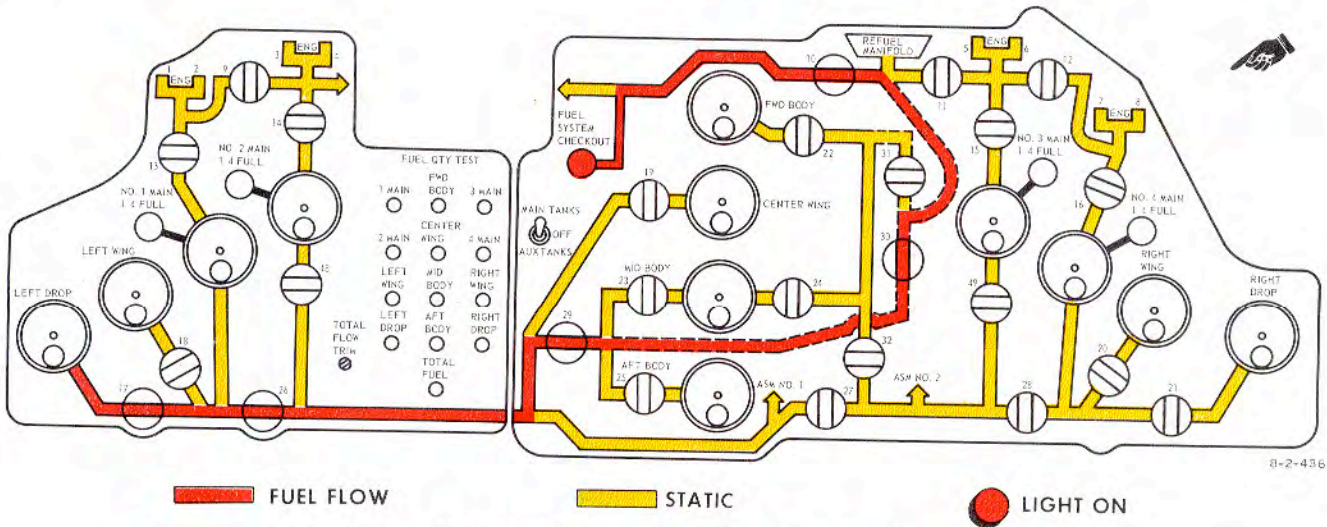 1
ENG
2
9
3
ENG
4
13
14
NO. 1 MAIN
1 4 FULL
NO. 2 MAIN
1 4 FULL
LEFT WING
LEFT DROP
18
17
26
TOTAL
FLOW
TRIM
FUEL QTY TEST
1 MAIN
FWD
BODY
3 MAIN
2 MAIN
CENTER
WING
4 MAIN
LEFT
WING
MID
BODY
RIGHT
WING
LEFT
DROP
AFT
BODY
RIGHT
DROP
TOTAL
FUEL
FUEL
SYSTEM
CHECKOUT
MAIN TANKS
OFF
AUX TANKS
10
REFUEL
MANIFOLD
FWD BODY
22
31
19
CENTER WING
30
MID BODY
23
24
29
32
AFT BODY
25
ASM NO. 1
27
ASM NO. 2
5
ENG
6
11
12
7
ENG
8
15
NO. 3 MAIN
1 4 FULL
16
NO. 4 MAIN
1 4 FULL
RIGHT
WING
RIGHT
DROP
49
28
20
21
8-2-436
FUEL FLOW
STATIC
LIGHT ON